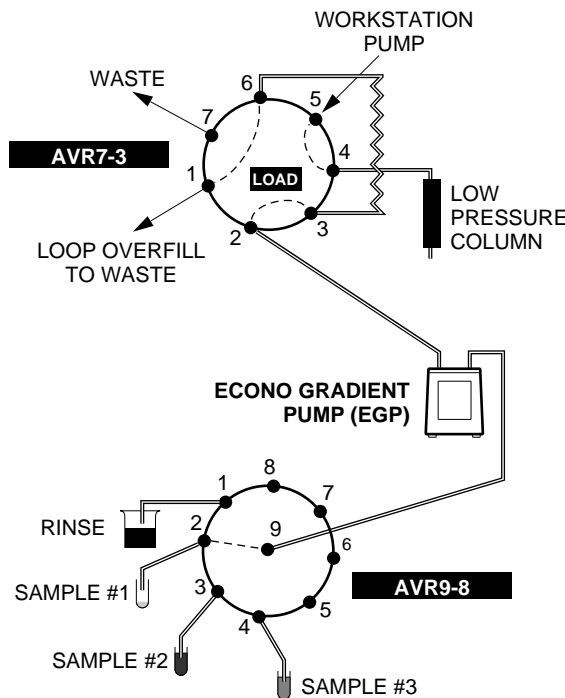 WORKSTATION
PUMP
WASTE
6
5
7
AVR7-3
4
1
LOAD
LOW
PRESSURE
COLUMN
3
2
LOOP OVERFILL
TO WASTE
ECONO GRADIENT
PUMP (EGP)
8
1
7
RINSE
2
9
6
SAMPLE #1
3
AVR9-8
5
4
SAMPLE #2
SAMPLE #3